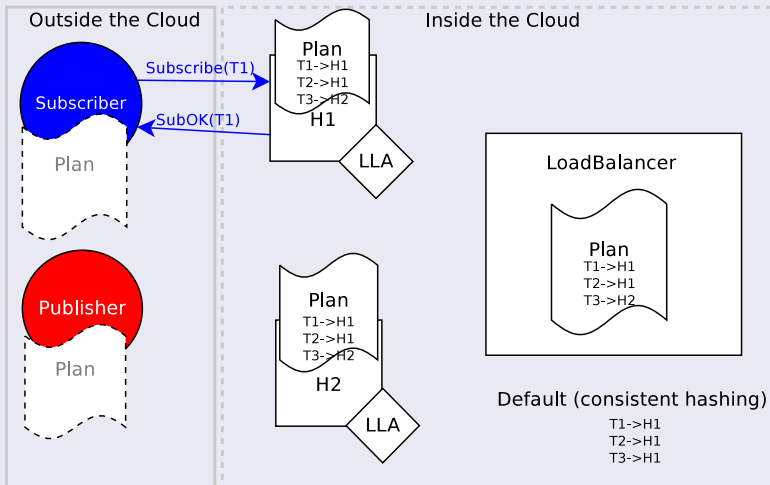 Outside the Cloud
Inside the Cloud
Subscriber
Plan
Subscribe(T1)
SubOK(T1)
Plan
T1->H1
T2->H1
T3->H2
H1
LLA
LoadBalancer
Plan
T1->H1
T2->H1
T3->H2
Publisher
Plan
Plan
T1->H1
T2->H1
T3->H2
H2
LLA
Default (consistent hashing)
T1->H1
T2->H1
T3->H1